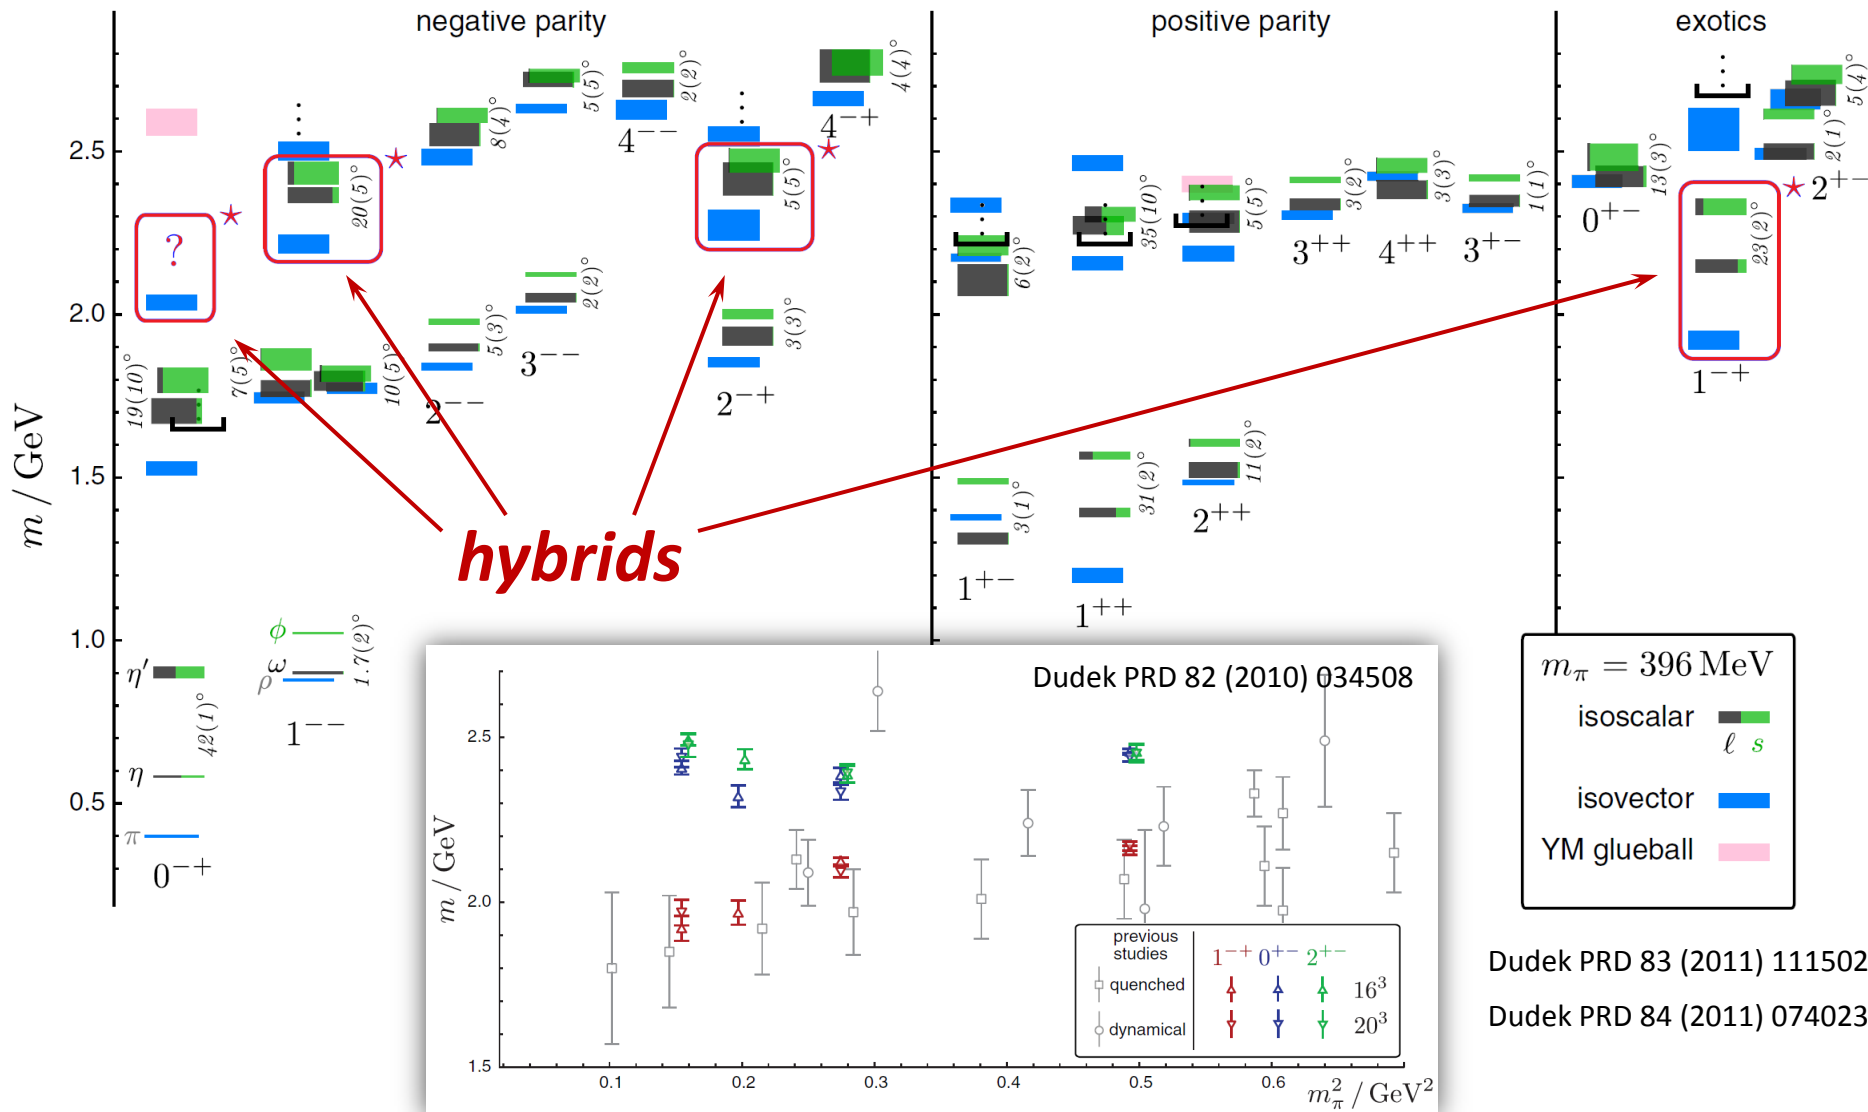 negative parity
positive parity
exotics
m / GeV
2.5
2.0
1.5
1.0
0.5
?
19(10)°
7(5)°
20(5)°
10(5)°
8(4)°
5(3)°
5(5)°
2(2)°
2(2)°
5(5)°
3(3)°
4(4)°
4⁻⁻
4⁻⁺
3⁻⁻
2⁻⁻
2⁻⁺
6(2)°
35(10)°
5(5)°
3(2)°
3(3)°
1(1)°
3⁺⁺
4⁺⁺
3⁺⁻
3(1)°
31(2)°
11(2)°
2⁺⁺
1⁺⁻
1⁺⁺
13(3)°
0⁺⁻
5(4)°
2(1)°
2⁺⁻
23(2)°
1⁻⁺
hybrids
ϕ
ω
ρ
1.7(2)°
1⁻⁻
η′
42(1)°
η
π
0⁻⁺
m_π = 396 MeV
isoscalar
ℓ s
isovector
YM glueball
Dudek PRD 82 (2010) 034508
m / GeV
2.5
2.0
1.5
0.1 0.2 0.3 0.4 0.5 0.6
m²_π / GeV²
previous
studies
quenched
dynamical
1⁻⁺ 0⁺⁻ 2⁺⁻
16³
20³
Dudek PRD 83 (2011) 111502
Dudek PRD 84 (2011) 074023